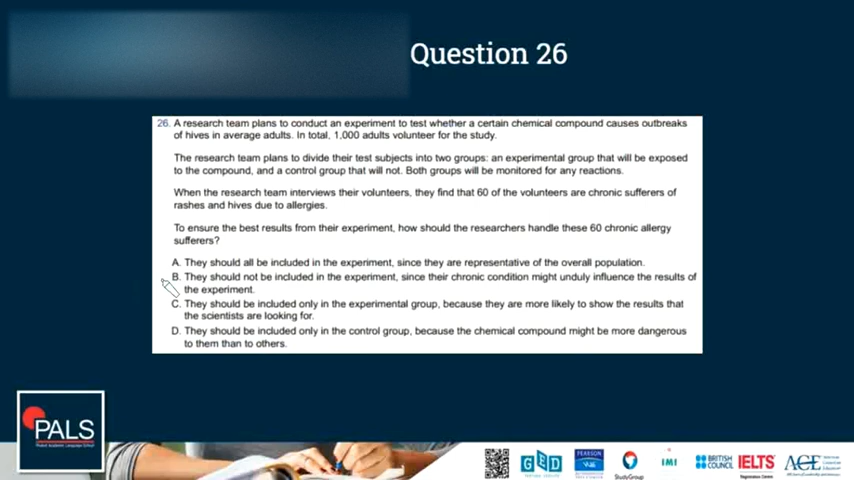 Question 26
26. A research team plans to conduct an experiment to test whether a certain chemical compound causes outbreaks
of hives in average adults. In total, 1,000 adults volunteer for the study.
The research team plans to divide their test subjects into two groups: an experimental group that will be exposed
to the compound, and a control group that will not. Both groups will be monitored for any reactions.
When the research team interviews their volunteers, they find that 60 of the volunteers are chronic sufferers of
rashes and hives due to allergies.
To ensure the best results from their experiment, how should the researchers handle these 60 chronic allergy
sufferers?
A. They should all be included in the experiment, since they are representative of the overall population.
B. They should not be included in the experiment, since their chronic condition might unduly influence the results of
the experiment.
C. They should be included only in the experimental group, because they are more likely to show the results that
the scientists are looking for.
D. They should be included only in the control group, because the chemical compound might be more dangerous
to them than to others.
PALS
GED
PEARSON
VUE
StudyGroup
IMI
BRITISH
COUNCIL
IELTS
ACE